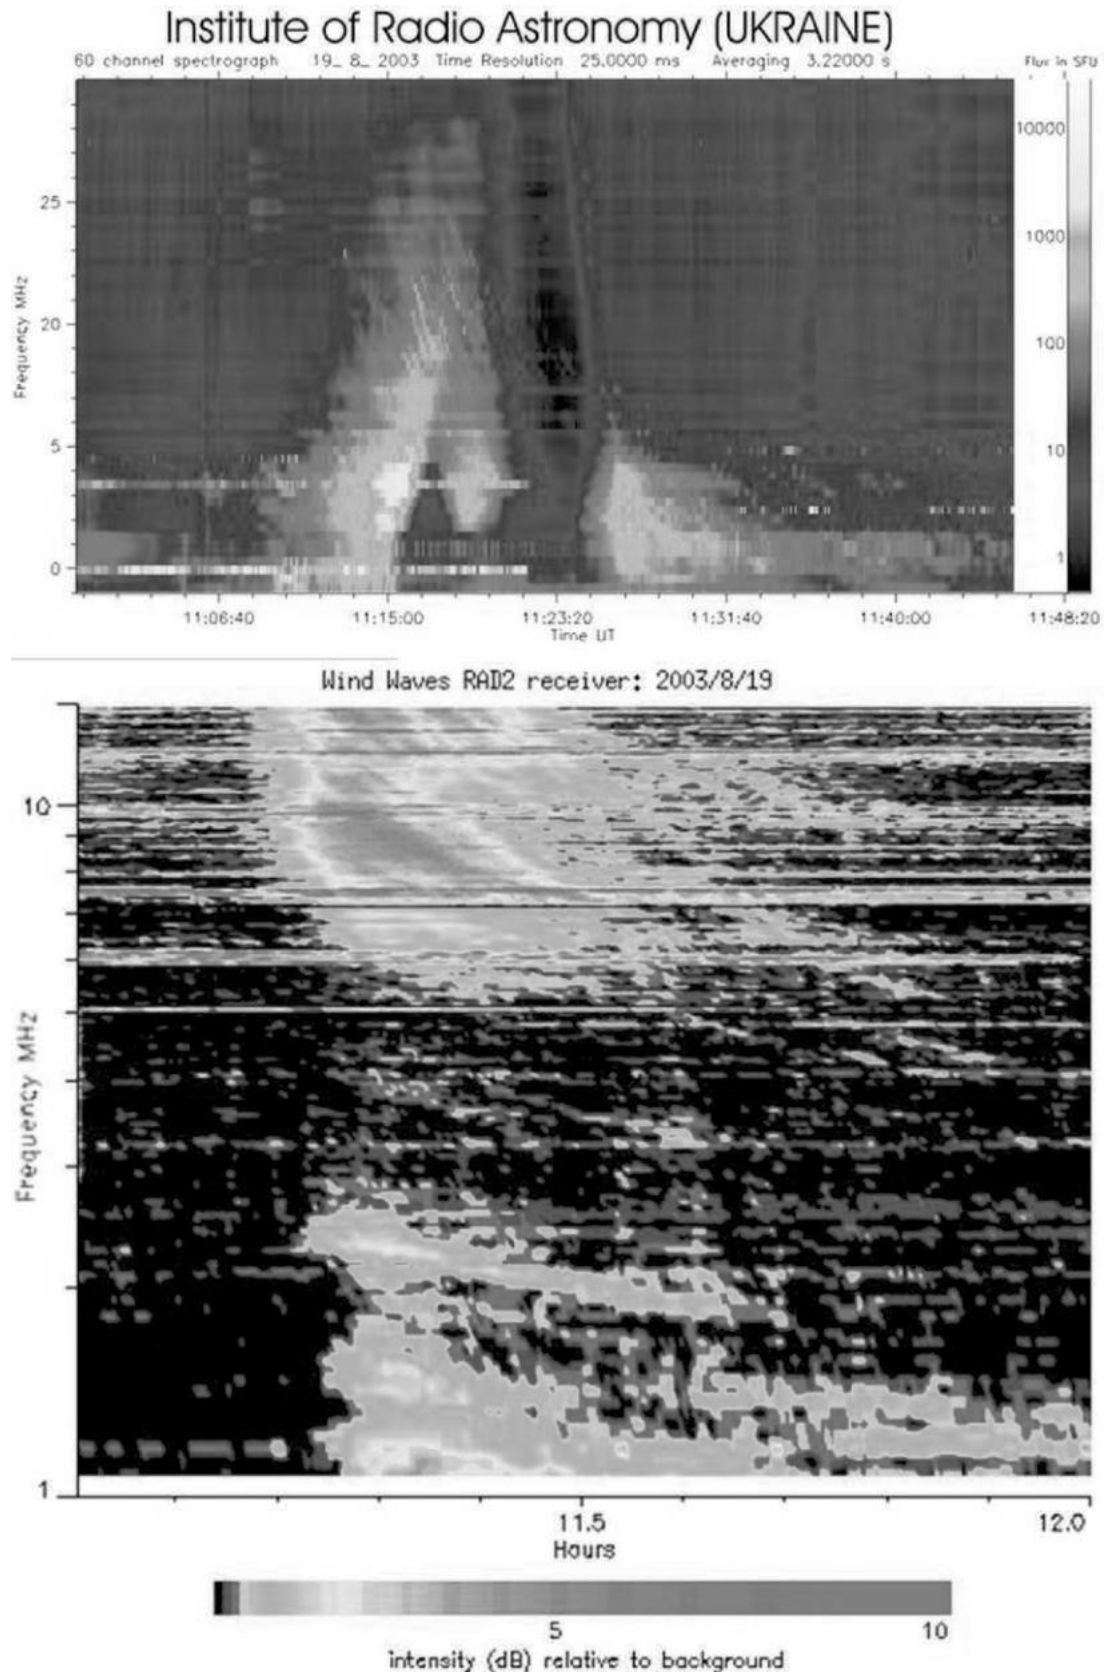 Institute of Radio Astronomy (UKRAINE)
60 channel spectrograph 19_ 8_ 2003 Time Resolution 25.0000 ms Averaging 3.22000 s Flux in SFU
10000
25
1000
Frequency MHz
20
100
5
10
0
1
11:06:40 11:15:00 11:23:20 11:31:40 11:40:00 11:48:20
Time UT
Wind Waves RAD2 receiver: 2003/8/19
10
Frequency MHz
1
11.5 12.0
Hours
5 10
intensity (dB) relative to background